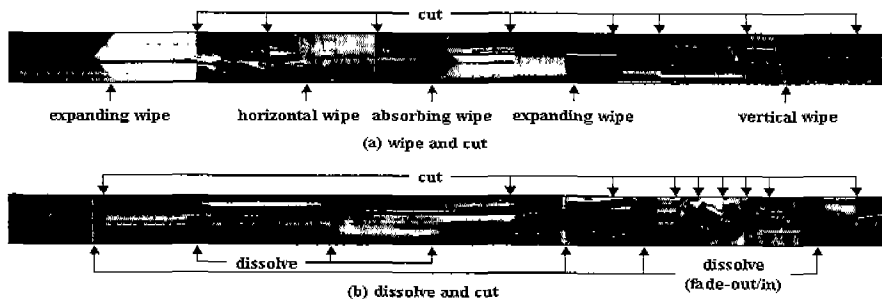 cut
expanding wipe horizontal wipe absorbing wipe expanding wipe vertical wipe
(a) wipe and cut
cut
dissolve dissolve
(fade-out/in)
(b) dissolve and cut